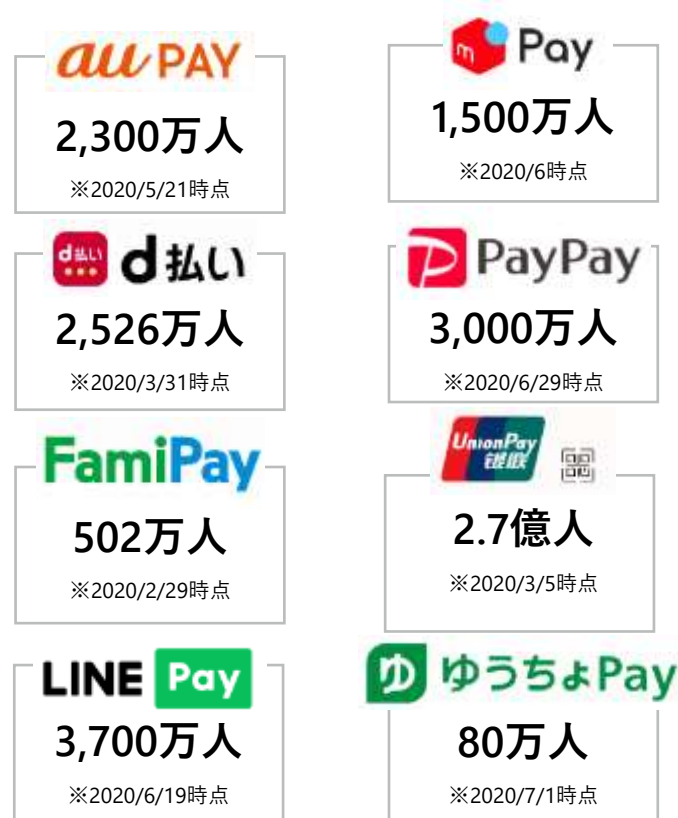 au PAY
2,300万人
※2020/5/21時点
m Pay
1,500万人
※2020/6時点
d払い d払い
2,526万人
※2020/3/31時点
PayPay
3,000万人
※2020/6/29時点
FamiPay
502万人
※2020/2/29時点
UnionPay
银联
2.7億人
※2020/3/5時点
LINE Pay
3,700万人
※2020/6/19時点
ゆ ゆうちょPay
80万人
※2020/7/1時点